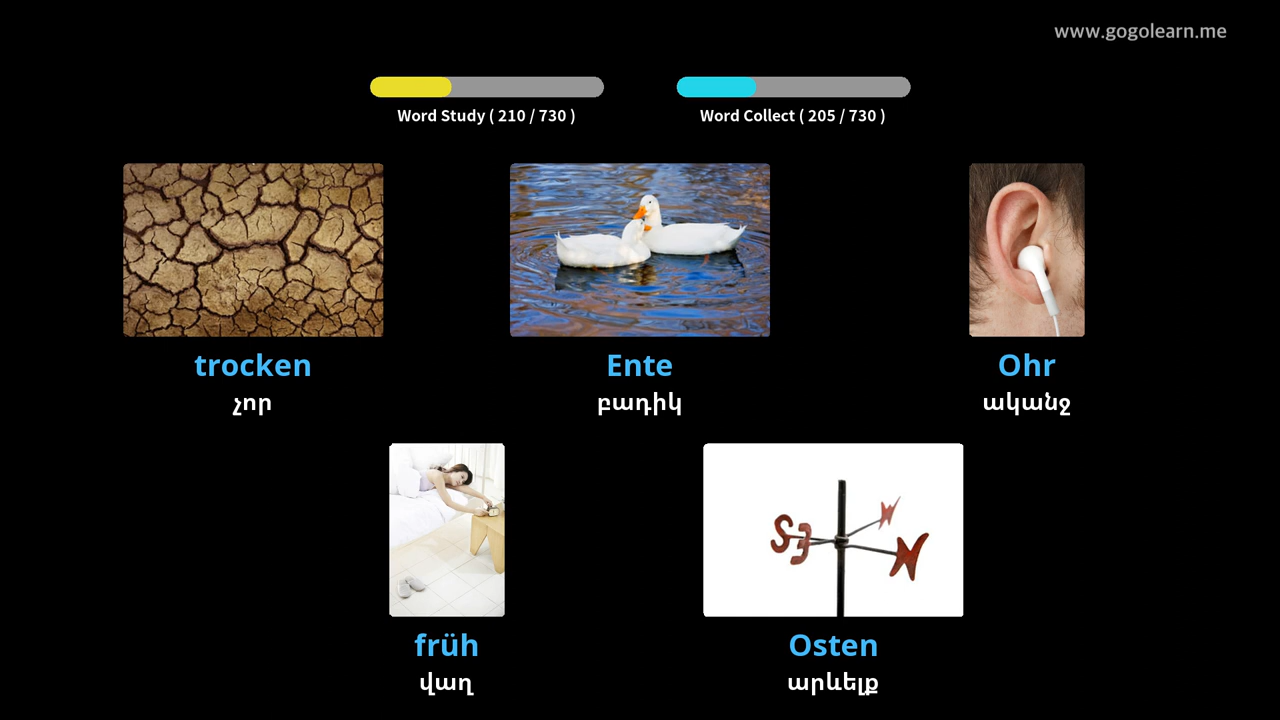 www.gogolearn.me
Word Study ( 210 / 730 )
Word Collect ( 205 / 730 )
trocken
չոր
Ente
բադիկ
Ohr
ականջ
S
E
N
W
früh
վաղ
Osten
արևելք